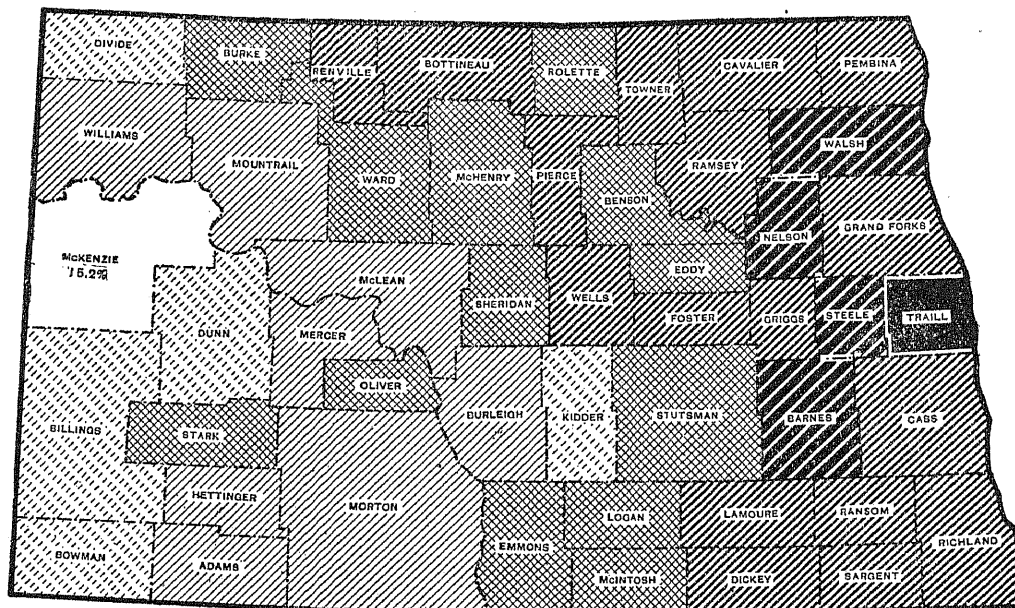 DIVIDE
BURKE
RENVILLE
BOTTINEAU
ROLETTE
TOWNER
CAVALIER
PEMBINA
WILLIAMS
MOUNTRAIL
WARD
McHENRY
PIERCE
BENSON
RAMSEY
WALSH
NELSON
GRAND FORKS
McKENZIE
15.2%
DUNN
McLEAN
MERCER
SHERIDAN
WELLS
EDDY
FOSTER
GRIGGS
STEELE
TRAILL
BILLINGS
STARK
OLIVER
BURLEIGH
KIDDER
STUTSMAN
BARNES
CASS
HETTINGER
MORTON
BOWMAN
ADAMS
EMMONS
LOGAN
McINTOSH
LAMOURE
DICKEY
RANSOM
SARGENT
RICHLAND